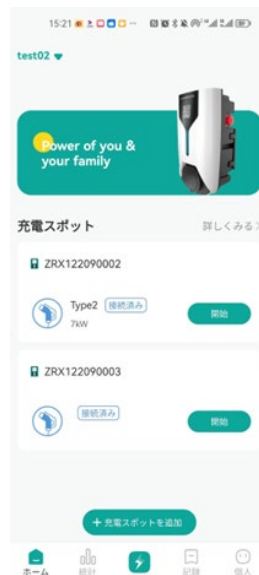 15:21
test02
Power of you &
your family
充電スポット
詳しくみる
ZRX122090002
Type2 接続済み
7kW
開始
ZRX122090003
接続済み
開始
+ 充電スポットを追加
ホーム 統計 記録 個人